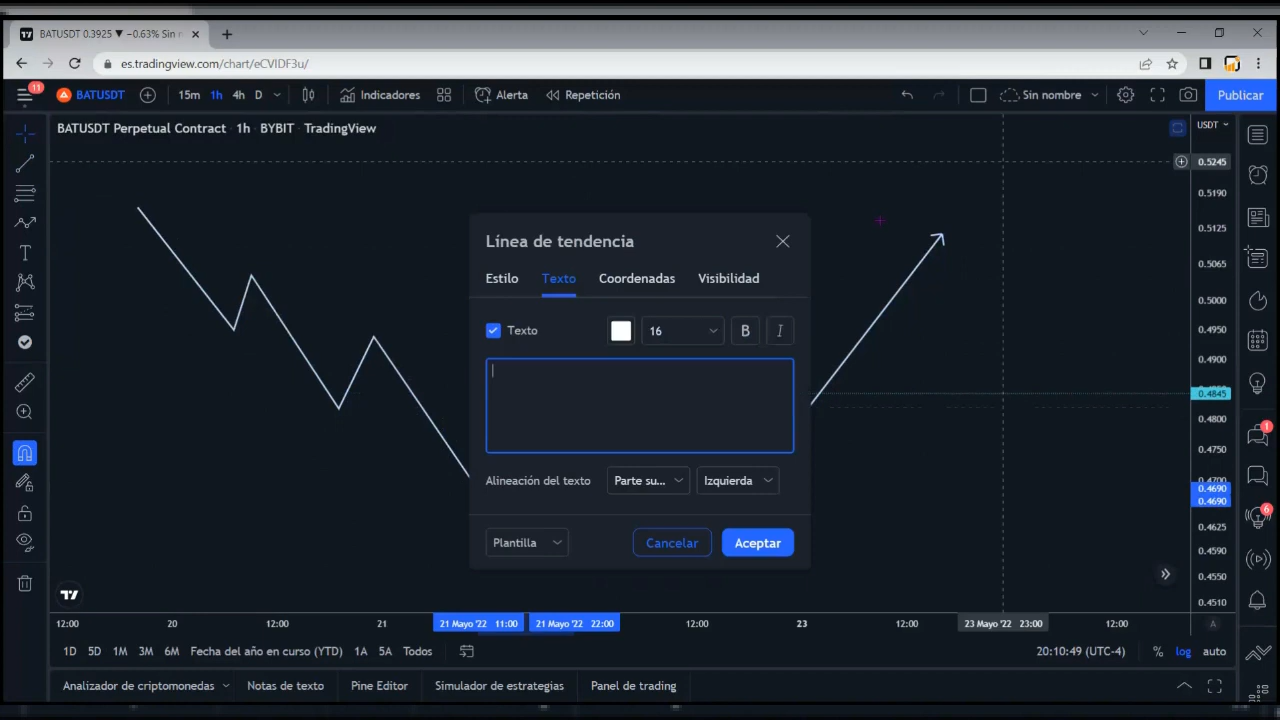 BATUSDT 0.3925 ▼ −0.63% Sin n
es.tradingview.com/chart/eCVIDF3u/
11
BATUSDT 15m 1h 4h D Indicadores Alerta Repetición Sin nombre Publicar
BATUSDT Perpetual Contract · 1h · BYBIT · TradingView
USDT
0.5245
0.5190
0.5125
0.5065
0.5000
0.4950
0.4900
0.4845
0.4800
0.4750
0.4700
0.4690
0.4690
0.4625
0.4590
0.4550
0.4510
Línea de tendencia
Estilo Texto Coordenadas Visibilidad
Texto 16 B I
Alineación del texto Parte su... Izquierda
Plantilla Cancelar Aceptar
1
6
12:00 20 12:00 21 21 Mayo '22 11:00 21 Mayo '22 22:00 12:00 23 12:00 23 Mayo '22 23:00 12:00 A
1D 5D 1M 3M 6M Fecha del año en curso (YTD) 1A 5A Todos 20:10:49 (UTC-4) % log auto
Analizador de criptomonedas Notas de texto Pine Editor Simulador de estrategias Panel de trading